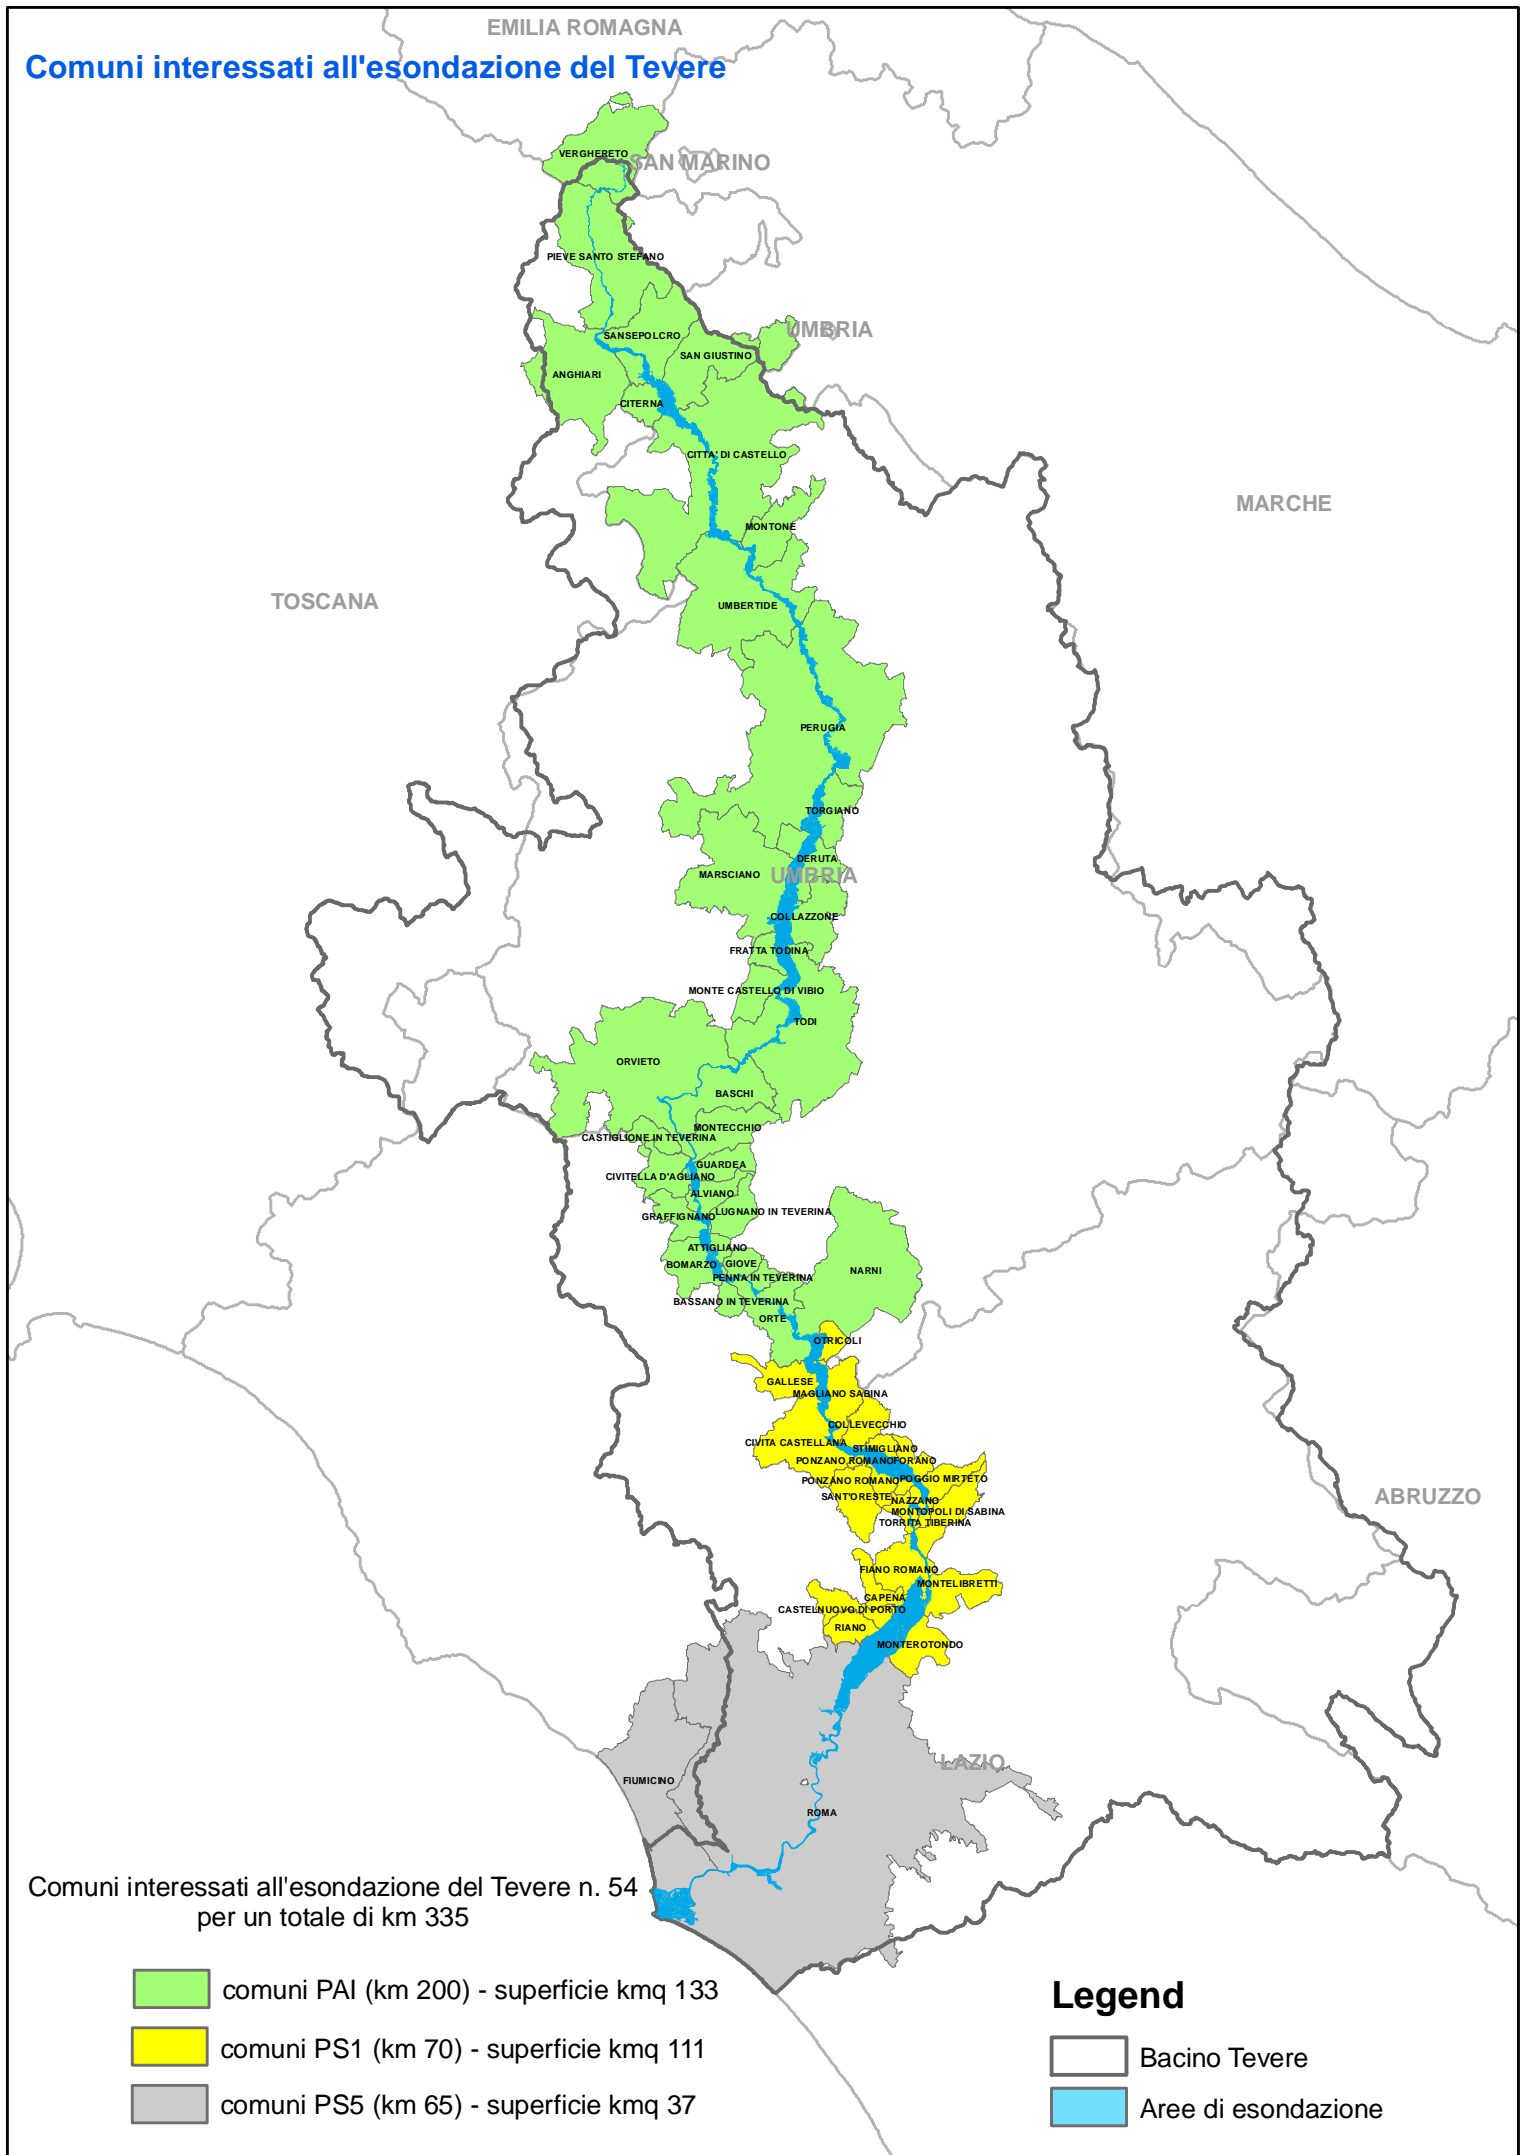 EMILIA ROMAGNA
Comuni interessati all'esondazione del Tevere
VERGHERETO
SAN MARINO
PIEVE SANTO STEFANO
UMBRIA
SANSEPOLCRO
SAN GIUSTINO
ANGHIARI
CITERNA
CITTA' DI CASTELLO
MARCHE
MONTONE
TOSCANA
UMBERTIDE
PERUGIA
TORGIANO
DERUTA
MARSCIANO
UMBRIA
COLLAZZONE
FRATTA TODINA
MONTE CASTELLO DI VIBIO
TODI
ORVIETO
BASCHI
MONTECCHIO
CASTIGLIONE IN TEVERINA
GUARDEA
CIVITELLA D'AGLIANO
ALVIANO
LUGNANO IN TEVERINA
GRAFFIGNANO
ATTIGLIANO
BOMARZO
GIOVE
NARNI
PENNA IN TEVERINA
BASSANO IN TEVERINA
ORTE
OTRICOLI
GALLESE
MAGLIANO SABINA
COLLEVECCHIO
CIVITA CASTELLANA
STIMIGLIANO
PONZANO ROMANO
FORANO
PONZANO ROMANO
POGGIO MIRTETO
SANT'ORESTE
NAZZANO
ABRUZZO
MONTOPOLI DI SABINA
TORRITA TIBERINA
FIANO ROMANO
MONTELIBRETTI
CAPENA
CASTELNUOVO DI PORTO
RIANO
MONTEROTONDO
LAZIO
FIUMICINO
ROMA
Comuni interessati all'esondazione del Tevere n. 54
per un totale di km 335
comuni PAI (km 200) - superficie kmq 133
comuni PS1 (km 70) - superficie kmq 111
comuni PS5 (km 65) - superficie kmq 37
Legend
Bacino Tevere
Aree di esondazione